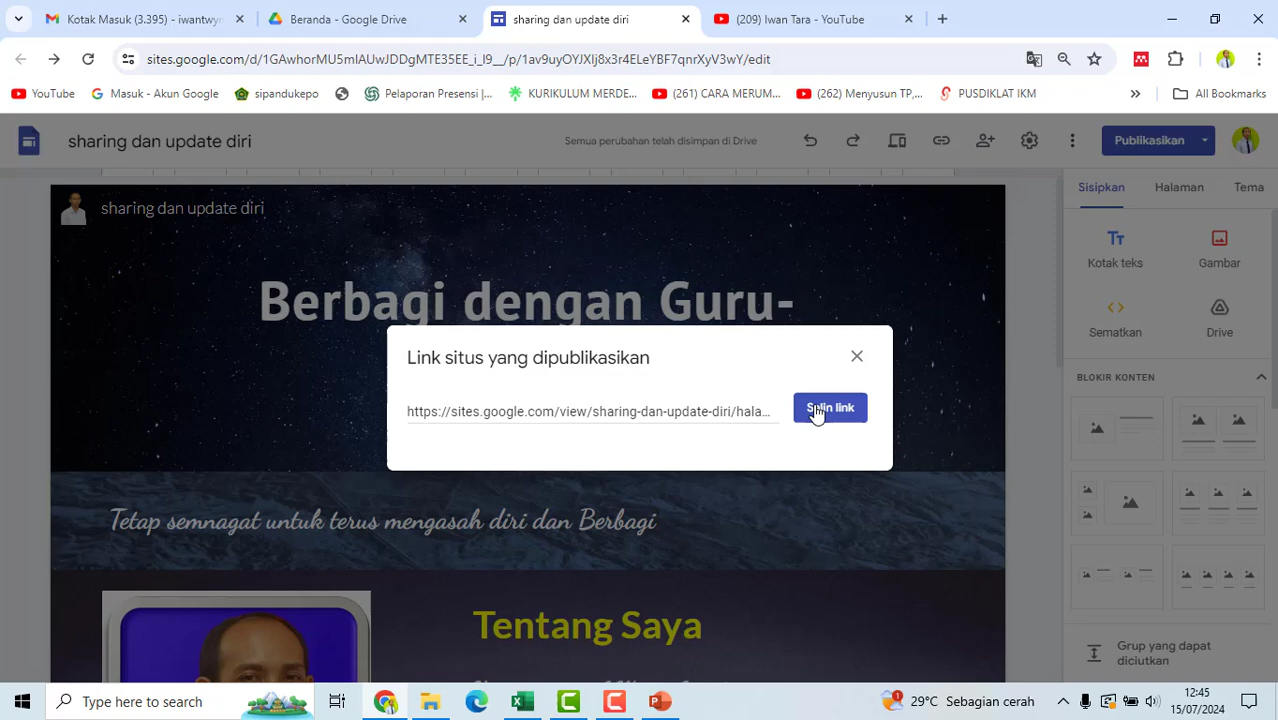 Kotak Masuk (3.395) - iwantwyn
Beranda - Google Drive
sharing dan update diri
(209) Iwan Tara - YouTube
sites.google.com/d/1GAwhorMU5mIAUwJDDgMTE35EE_i_I9__/p/1av9uyOYJXIj8x3r4ELeYBF7qnrXyV3wY/edit
YouTube
Masuk - Akun Google
sipandukepo
Pelaporan Presensi |...
KURIKULUM MERDE...
(261) CARA MERUM...
(262) Menyusun TP,...
PUSDIKLAT IKM
All Bookmarks
sharing dan update diri
Semua perubahan telah disimpan di Drive
Publikasikan
sharing dan update diri
Sisipkan
Halaman
Tema
Kotak teks
Gambar
Sematkan
Drive
BLOKIR KONTEN
Berbagi dengan Guru-
Link situs yang dipublikasikan
https://sites.google.com/view/sharing-dan-update-diri/hala...
Salin link
Tetap semnagat untuk terus mengasah diri dan Berbagi
Tentang Saya
Grup yang dapat
diciutkan
Type here to search
1
29°C Sebagian cerah
12:45
15/07/2024